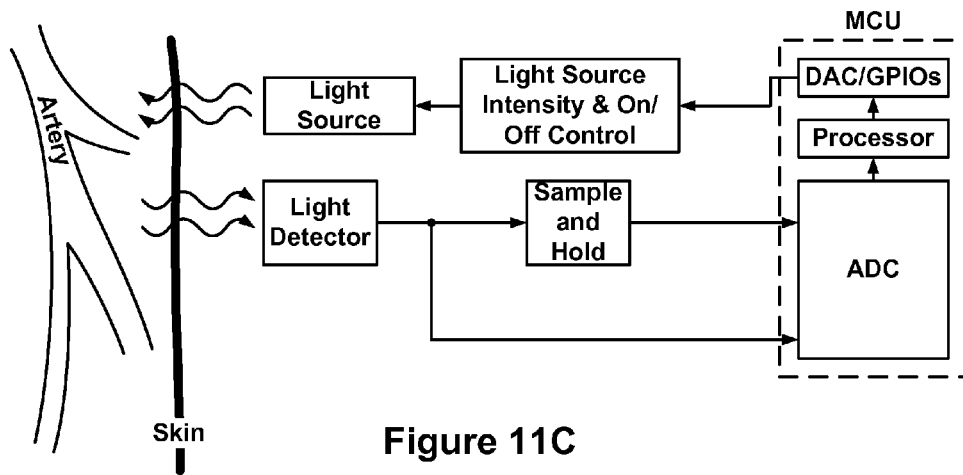 MCU
Light
Source
Light Source
Intensity & On/
Off Control
DAC/GPIOs
Processor
Artery
Light
Detector
Sample
and
Hold
ADC
Skin
Figure 11C